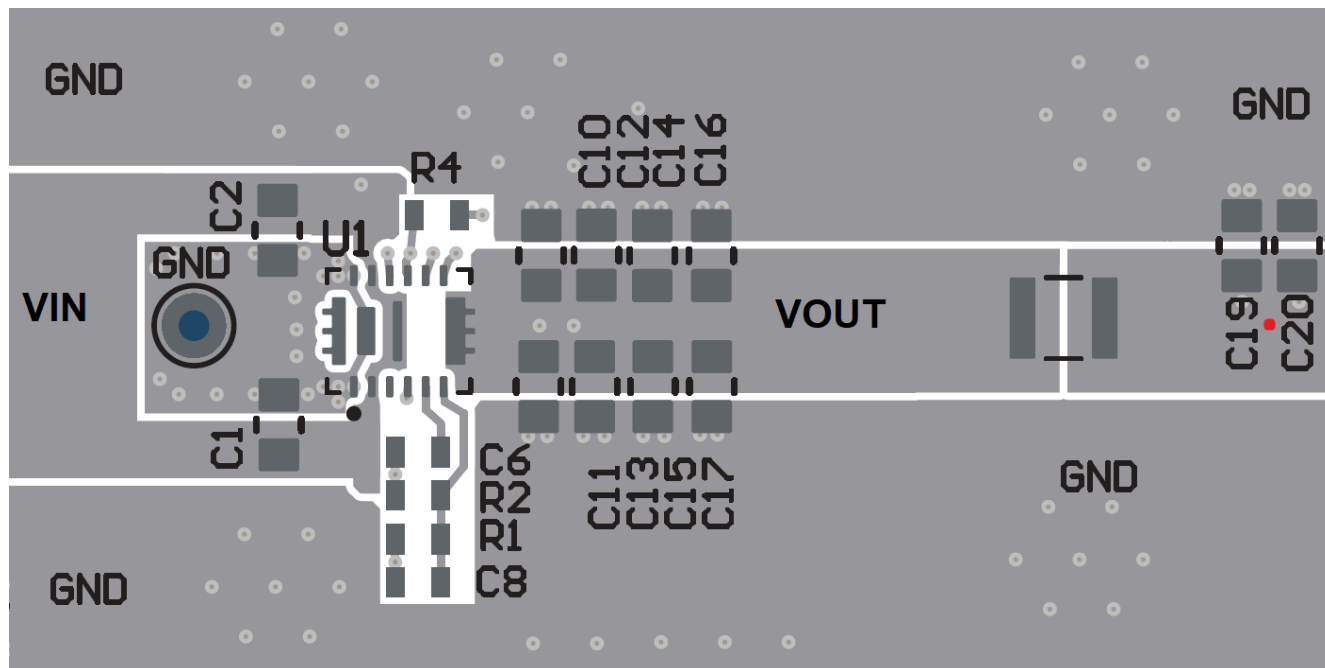 GND
GND
C10
C12
C14
C16
R4
C2
U1
GND
VIN
VOUT
C19
C20
C1
C6
R2
R1
C8
C11
C13
C15
C17
GND
GND